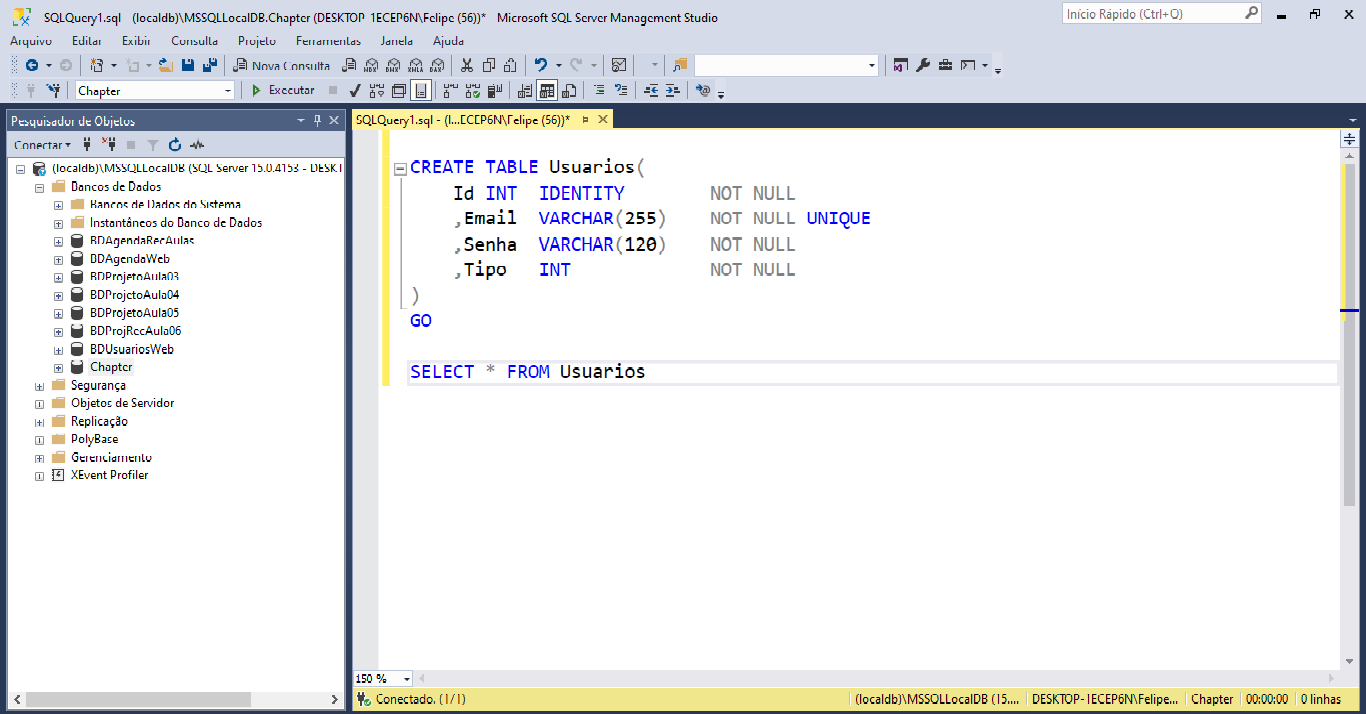 SQLQuery1.sql - (localdb)\MSSQLLocalDB.Chapter (DESKTOP-1ECEP6N\Felipe (56))* - Microsoft SQL Server Management Studio
Início Rápido (Ctrl+Q)
Arquivo Editar Exibir Consulta Projeto Ferramentas Janela Ajuda
Nova Consulta MDX DMX XMLA DAX
Chapter Executar
Pesquisador de Objetos
SQLQuery1.sql - (l...ECEP6N\Felipe (56))*
Conectar
(localdb)\MSSQLLocalDB (SQL Server 15.0.4153 - DESKT
Bancos de Dados
Bancos de Dados do Sistema
Instantâneos do Banco de Dados
BDAgendaRecAulas
BDAgendaWeb
BDProjetoAula03
BDProjetoAula04
BDProjetoAula05
BDProjRecAula06
BDUsuariosWeb
Chapter
Segurança
Objetos de Servidor
Replicação
PolyBase
Gerenciamento
XEvent Profiler
CREATE TABLE Usuarios(
Id INT IDENTITY NOT NULL
,Email VARCHAR(255) NOT NULL UNIQUE
,Senha VARCHAR(120) NOT NULL
,Tipo INT NOT NULL
)
GO
SELECT * FROM Usuarios
150 %
Conectado. (1/1) (localdb)\MSSQLLocalDB (15.... DESKTOP-1ECEP6N\Felipe... Chapter 00:00:00 0 linhas